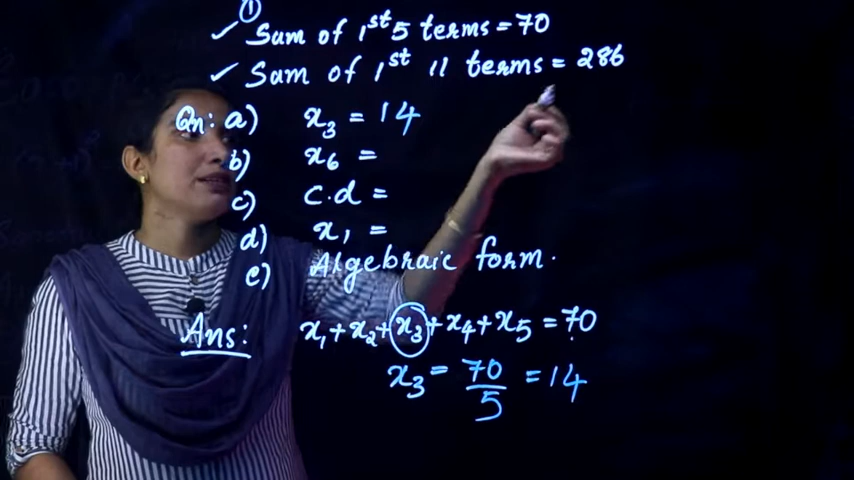 ①
✓ Sum of 1st 5 terms = 70
✓ Sum of 1st 11 terms = 286
Qn: a) x₃ = 14
b) x₆ =
c) c.d =
d) x₁ =
e) Algebraic form.
Ans: x₁ + x₂ + x₃ + x₄ + x₅ = 70
x₃ = 70/5 = 14